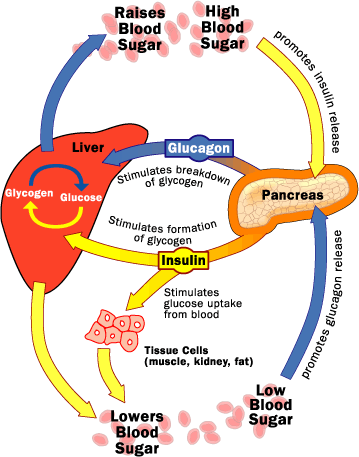 Raises
Blood
Sugar
High
Blood
Sugar
promotes insulin release
Liver
Glucagon
Stimulates breakdown
of glycogen
Glycogen
Glucose
Pancreas
Stimulates formation
of glycogen
Insulin
Stimulates
glucose uptake
from blood
promotes glucagon release
Tissue Cells
(muscle, kidney, fat)
Lowers
Blood
Sugar
Low
Blood
Sugar